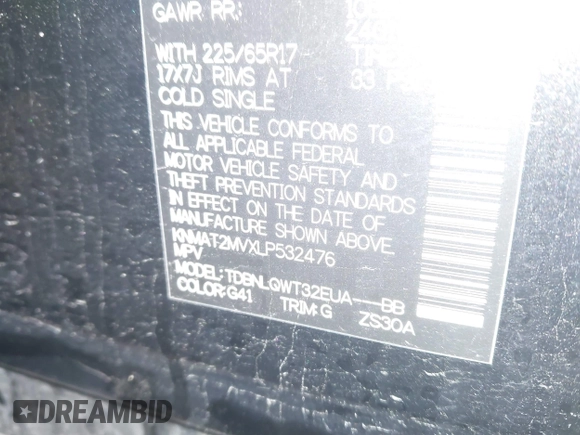 GAWR RR:
WITH 225/65R17
17X7J RIMS AT 33
COLD SINGLE
THIS VEHICLE CONFORMS TO
ALL APPLICABLE FEDERAL
MOTOR VEHICLE SAFETY AND
THEFT PREVENTION STANDARDS
IN EFFECT ON THE DATE OF
MANUFACTURE SHOWN ABOVE.
KNMAT2MVXLP532476
MPV
MODEL: TDBNLQWT32EUA---BB
COLOR:G41 TRIM:G ZS30A
DREAMBID